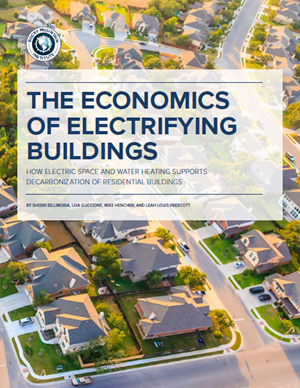 ROCKY MOUNTAIN
INSTITUTE
THE ECONOMICS
OF ELECTRIFYING
BUILDINGS
HOW ELECTRIC SPACE AND WATER HEATING SUPPORTS
DECARBONIZATION OF RESIDENTIAL BUILDINGS
BY SHERRI BILLIMORIA, LEIA GUCCIONE, MIKE HENCHEN, AND LEAH LOUIS-PRESCOTT